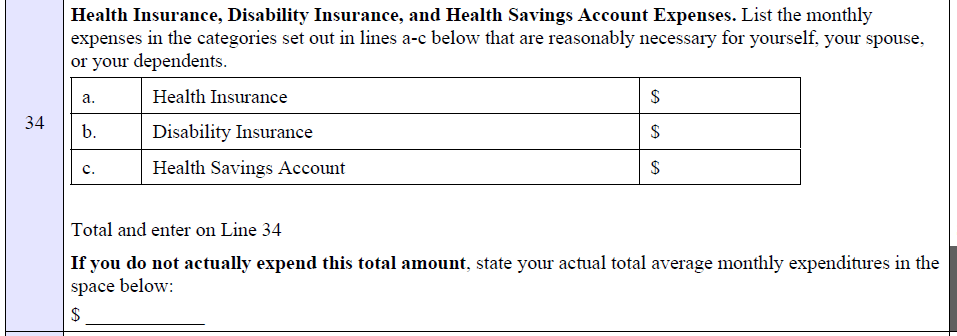 Health Insurance, Disability Insurance, and Health Savings Account Expenses. List the monthly
expenses in the categories set out in lines a-c below that are reasonably necessary for yourself, your spouse,
or your dependents.
a. Health Insurance $
34
b. Disability Insurance $
c. Health Savings Account $
Total and enter on Line 34
If you do not actually expend this total amount, state your actual total average monthly expenditures in the
space below:
$ ____________